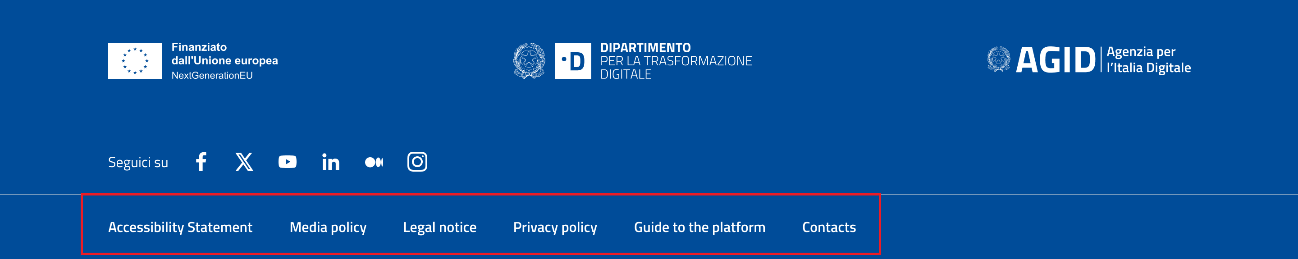 Finanziato
dall'Unione europea
NextGenerationEU
·D
DIPARTIMENTO
PER LA TRASFORMAZIONE
DIGITALE
AGID
Agenzia per
l'Italia Digitale
Seguici su
Accessibility Statement Media policy Legal notice Privacy policy Guide to the platform Contacts